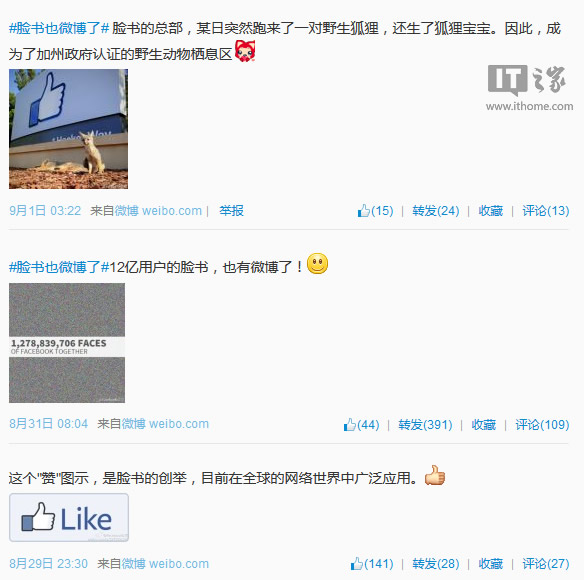 #脸书也微博了# 脸书的总部，某日突然跑来了一对野生狐狸，还生了狐狸宝宝。因此，成
为了加州政府认证的野生动物栖息区
IT之家
www.ithome.com
9月1日 03:22 来自微博 weibo.com | 举报 (15) | 转发(24) | 收藏 | 评论(13)
#脸书也微博了#12亿用户的脸书，也有微博了！
1,278,839,706 FACES
OF FACEBOOK TOGETHER
8月31日 08:04 来自微博 weibo.com (44) | 转发(391) | 收藏 | 评论(109)
这个"赞"图示，是脸书的创举，目前在全球的网络世界中广泛应用。
Like
8月29日 23:30 来自微博 weibo.com (141) | 转发(28) | 收藏 | 评论(27)